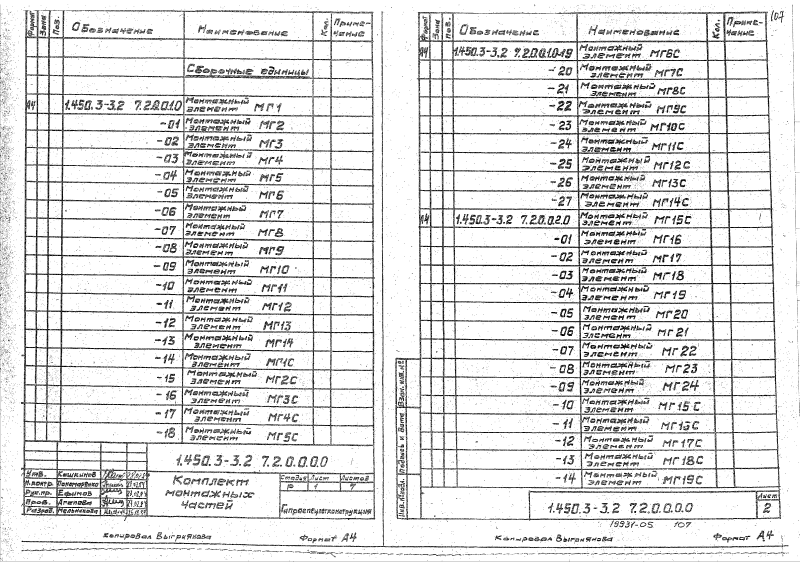 Формат Зона Поз. Обозначение Наименование Кол. Примечание
Сборочные единицы
А4 1.450.3-3.2 7.2.0.0.1.0 Монтажный элемент МГ1
-01 Монтажный элемент МГ2
-02 Монтажный элемент МГ3
-03 Монтажный элемент МГ4
-04 Монтажный элемент МГ5
-05 Монтажный элемент МГ6
-06 Монтажный элемент МГ7
-07 Монтажный элемент МГ8
-08 Монтажный элемент МГ9
-09 Монтажный элемент МГ10
-10 Монтажный элемент МГ11
-11 Монтажный элемент МГ12
-12 Монтажный элемент МГ13
-13 Монтажный элемент МГ14
-14 Монтажный элемент МГ1С
-15 Монтажный элемент МГ2С
-16 Монтажный элемент МГ3С
-17 Монтажный элемент МГ4С
-18 Монтажный элемент МГ5С
1.450.3-3.2 7.2.0.0.0.0
Утв. Кишкинов
Н.контр. Пономаренко
Рук.пр. Ефимов
Пров. Агапова
Разраб. Мельникова
Комплект монтажных частей
Стадия Лист Листов
Р 1 7
Гипроспецлегконструкция
Копировал Выгриякова Формат А4
107
Формат Зона Поз. Обозначение Наименование Кол. Примечание
А4 1.450.3-3.2 7.2.0.0.1.0-19 Монтажный элемент МГ6С
-20 Монтажный элемент МГ7С
-21 Монтажный элемент МГ8С
-22 Монтажный элемент МГ9С
-23 Монтажный элемент МГ10С
-24 Монтажный элемент МГ11С
-25 Монтажный элемент МГ12С
-26 Монтажный элемент МГ13С
-27 Монтажный элемент МГ14С
А4 1.450.3-3.2 7.2.0.0.2.0 Монтажный элемент МГ15С
-01 Монтажный элемент МГ16
-02 Монтажный элемент МГ17
-03 Монтажный элемент МГ18
-04 Монтажный элемент МГ19
-05 Монтажный элемент МГ20
-06 Монтажный элемент МГ21
-07 Монтажный элемент МГ22
-08 Монтажный элемент МГ23
-09 Монтажный элемент МГ24
-10 Монтажный элемент МГ15С
-11 Монтажный элемент МГ16С
-12 Монтажный элемент МГ17С
-13 Монтажный элемент МГ18С
-14 Монтажный элемент МГ19С
Инв.№подл. Подпись и дата Взам. инв.№
1.450.3-3.2 7.2.0.0.0.0
Лист
2
19931-05 107
Копировал Выгриякова Формат А4